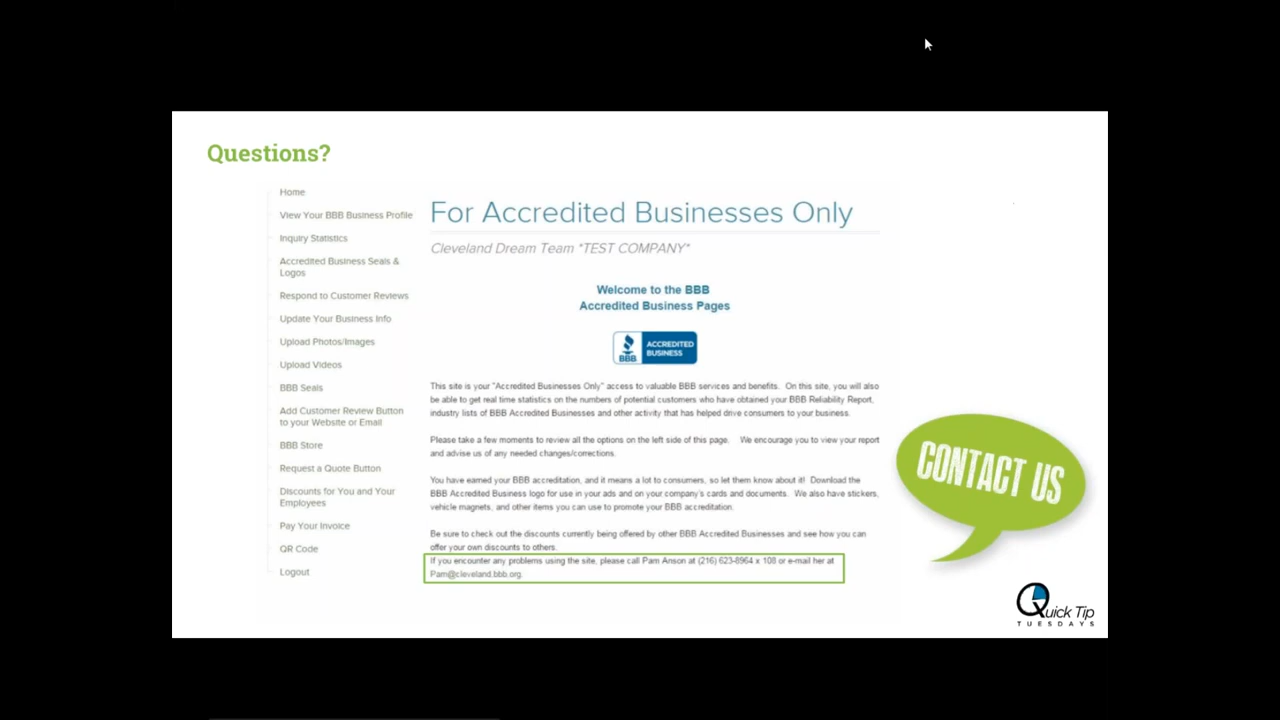 Questions?
Home
View Your BBB Business Profile
Inquiry Statistics
Accredited Business Seals &
Logos
Respond to Customer Reviews
Update Your Business Info
Upload Photos/Images
Upload Videos
BBB Seals
Add Customer Review Button
to your Website or Email
BBB Store
Request a Quote Button
Discounts for You and Your
Employees
Pay Your Invoice
QR Code
Logout
For Accredited Businesses Only
Cleveland Dream Team *TEST COMPANY*
Welcome to the BBB
Accredited Business Pages
BBB
ACCREDITED
BUSINESS
This site is your "Accredited Businesses Only" access to valuable BBB services and benefits. On this site, you will also
be able to get real time statistics on the numbers of potential customers who have obtained your BBB Reliability Report,
industry lists of BBB Accredited Businesses and other activity that has helped drive consumers to your business.
Please take a few moments to review all the options on the left side of this page. We encourage you to view your report
and advise us of any needed changes/corrections.
You have earned your BBB accreditation, and it means a lot to consumers, so let them know about it! Download the
BBB Accredited Business logo for use in your ads and on your company's cards and documents. We also have stickers,
vehicle magnets, and other items you can use to promote your BBB accreditation.
Be sure to check out the discounts currently being offered by other BBB Accredited Businesses and see how you can
offer your own discounts to others.
If you encounter any problems using the site, please call Pam Anson at (216) 623-8964 x 108 or e-mail her at
Pam@cleveland.bbb.org.
CONTACT US
Quick Tip
TUESDAYS